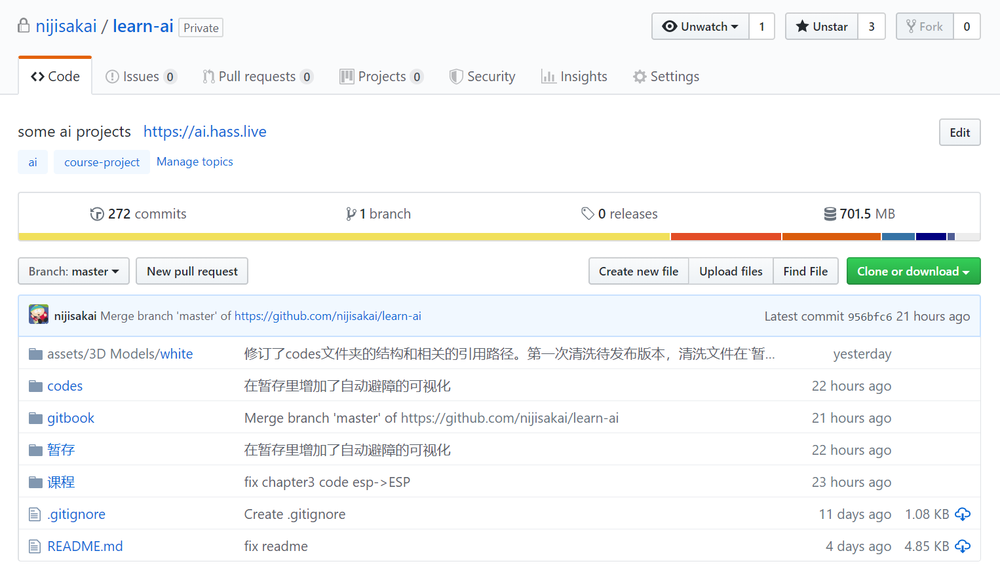 nijisakai / learn-ai Private
Unwatch 1 Unstar 3 Fork 0
Code Issues 0 Pull requests 0 Projects 0 Security Insights Settings
some ai projects https://ai.hass.live
Edit
ai course-project Manage topics
272 commits 1 branch 0 releases 701.5 MB
Branch: master New pull request Create new file Upload files Find File Clone or download
nijisakai Merge branch 'master' of https://github.com/nijisakai/learn-ai Latest commit 956bfc6 21 hours ago
assets/3D Models/white 修订了codes文件夹的结构和相关的引用路径。第一次清洗待发布版本，清洗文件在`暂... yesterday
codes 在暂存里增加了自动避障的可视化 22 hours ago
gitbook Merge branch 'master' of https://github.com/nijisakai/learn-ai 21 hours ago
暂存 在暂存里增加了自动避障的可视化 22 hours ago
课程 fix chapter3 code esp->ESP 23 hours ago
.gitignore Create .gitignore 11 days ago 1.08 KB
README.md fix readme 4 days ago 4.85 KB